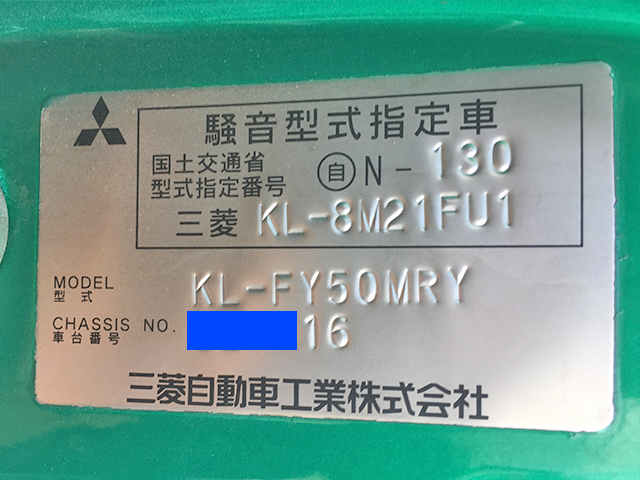 騒音型式指定車
国土交通省
型式指定番号 自 N-130
三菱 KL-8M21FU1
MODEL
型式 KL-FY50MRY
CHASSIS NO.
車台番号 16
三菱自動車工業株式会社